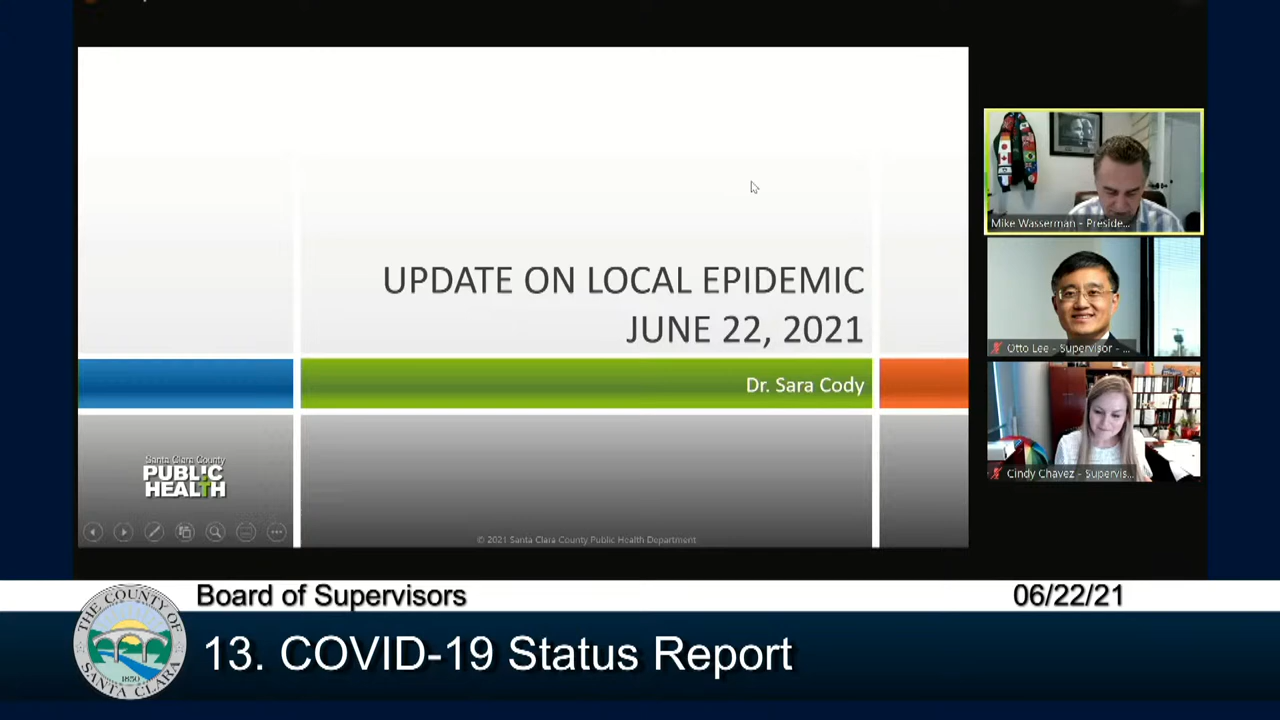 UPDATE ON LOCAL EPIDEMIC
JUNE 22, 2021
Dr. Sara Cody
Santa Clara County
PUBLIC
HEALTH
© 2021 Santa Clara County Public Health Department
Mike Wasserman - Preside...
Otto Lee - Supervisor - ...
Cindy Chavez - Supervis...
Board of Supervisors
06/22/21
13. COVID-19 Status Report
THE COUNTY OF
SANTA CLARA
1850